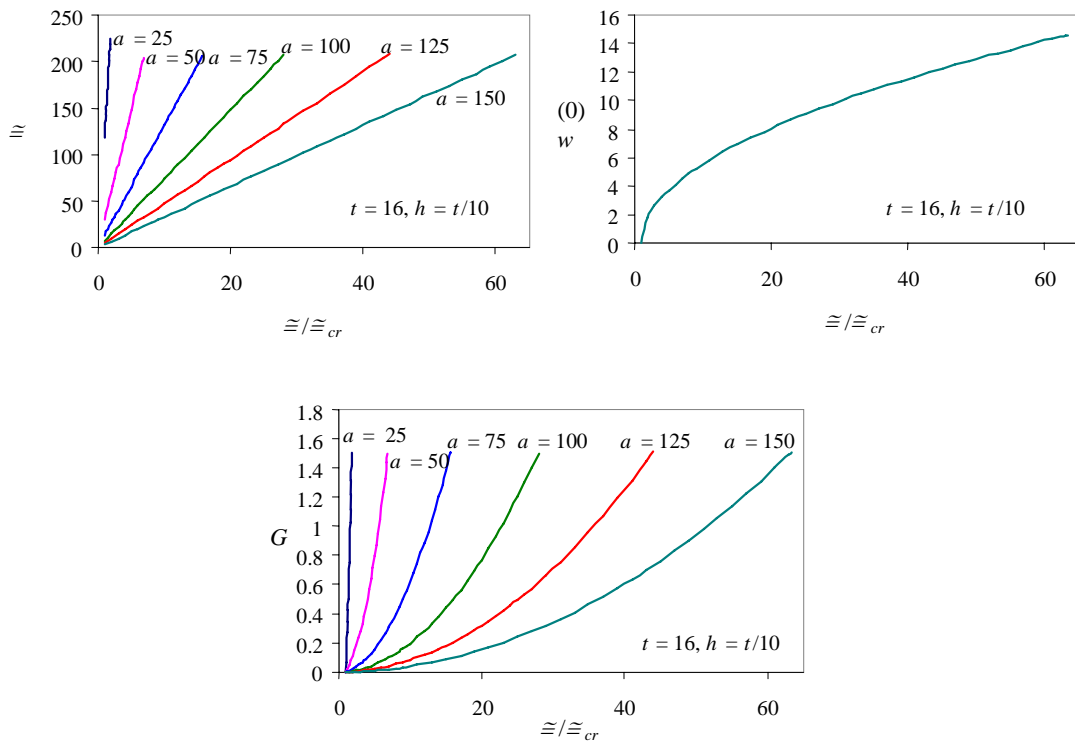 250
200
150
100
50
0
≅
a = 25
a = 50
a = 75
a = 100
a = 125
a = 150
t = 16, h = t/10
0 20 40 60
≅/≅cr
16
14
12
10
8
6
4
2
0
(0)
w
t = 16, h = t/10
0 20 40 60
≅/≅cr
1.8
1.6
1.4
1.2
1
0.8
0.6
0.4
0.2
0
G
a = 25
a = 50
a = 75
a = 100
a = 125
a = 150
t = 16, h = t/10
0 20 40 60
≅/≅cr